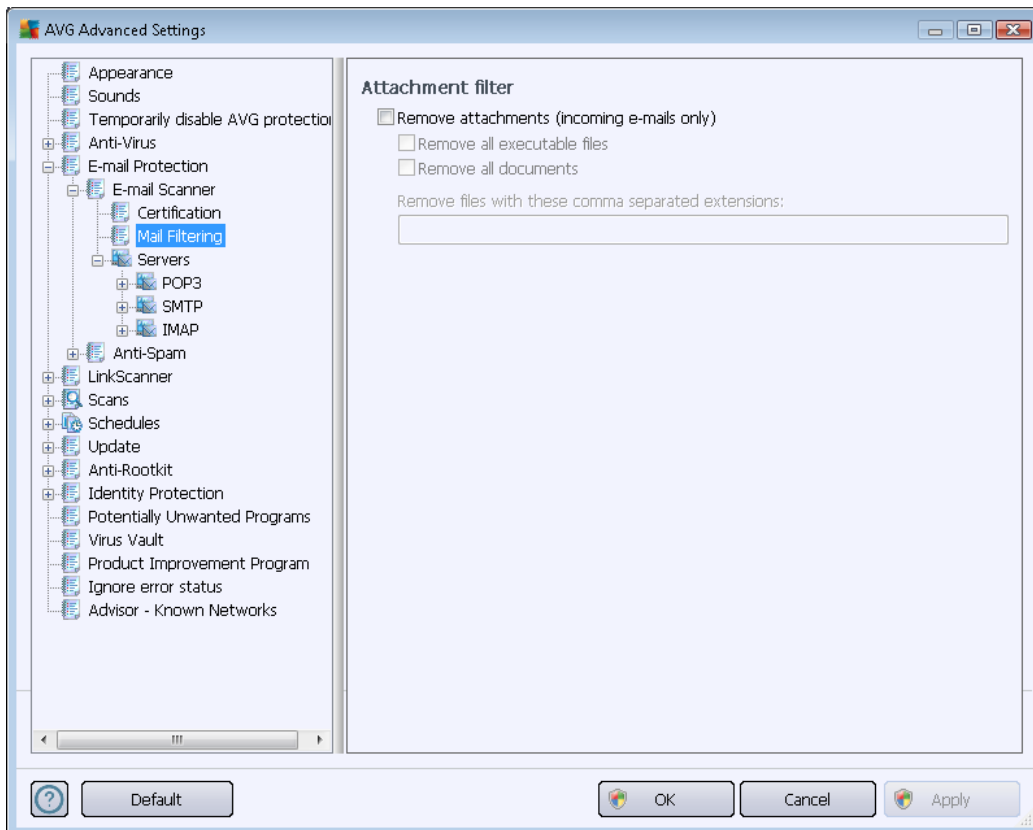 AVG Advanced Settings
Appearance
Sounds
Temporarily disable AVG protection
Anti-Virus
E-mail Protection
E-mail Scanner
Certification
Mail Filtering
Servers
POP3
SMTP
IMAP
Anti-Spam
LinkScanner
Scans
Schedules
Update
Anti-Rootkit
Identity Protection
Potentially Unwanted Programs
Virus Vault
Product Improvement Program
Ignore error status
Advisor - Known Networks
Attachment filter
Remove attachments (incoming e-mails only)
Remove all executable files
Remove all documents
Remove files with these comma separated extensions:
? Default OK Cancel Apply